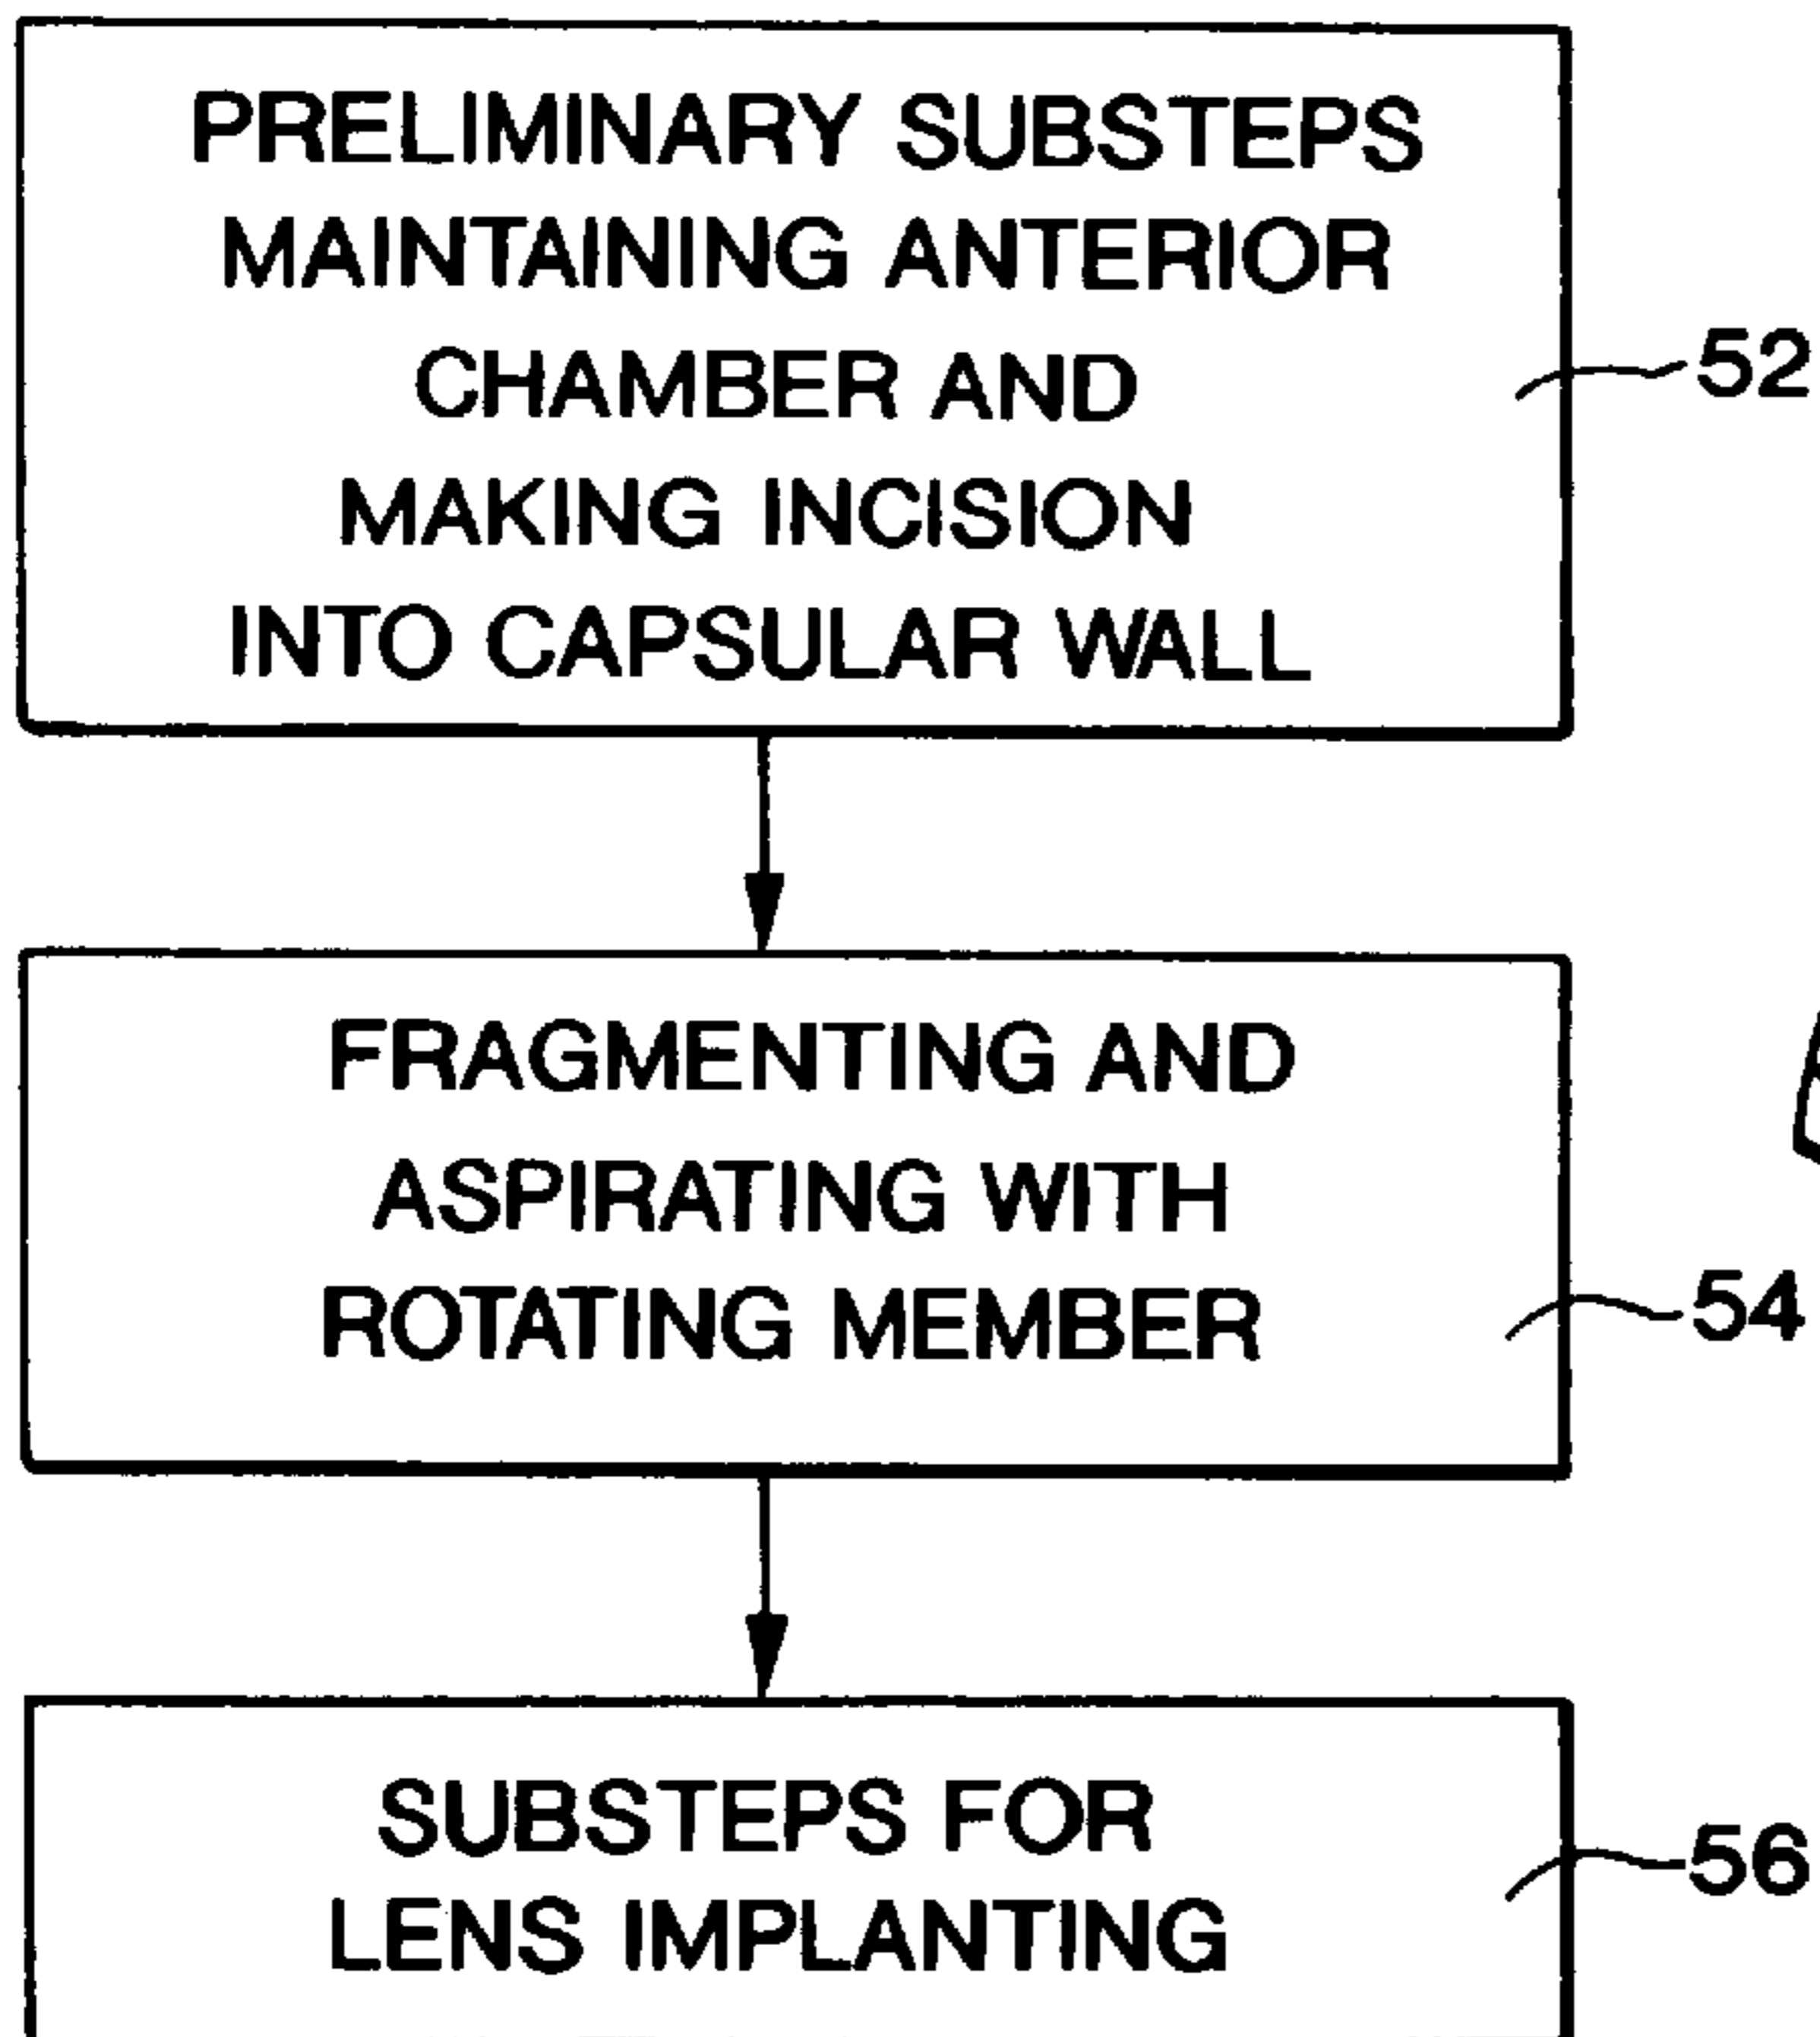 PRELIMINARY SUBSTEPS
MAINTAINING ANTERIOR
CHAMBER AND
MAKING INCISION
INTO CAPSULAR WALL
52
FRAGMENTING AND
ASPIRATING WITH
ROTATING MEMBER
54
SUBSTEPS FOR
LENS IMPLANTING
56